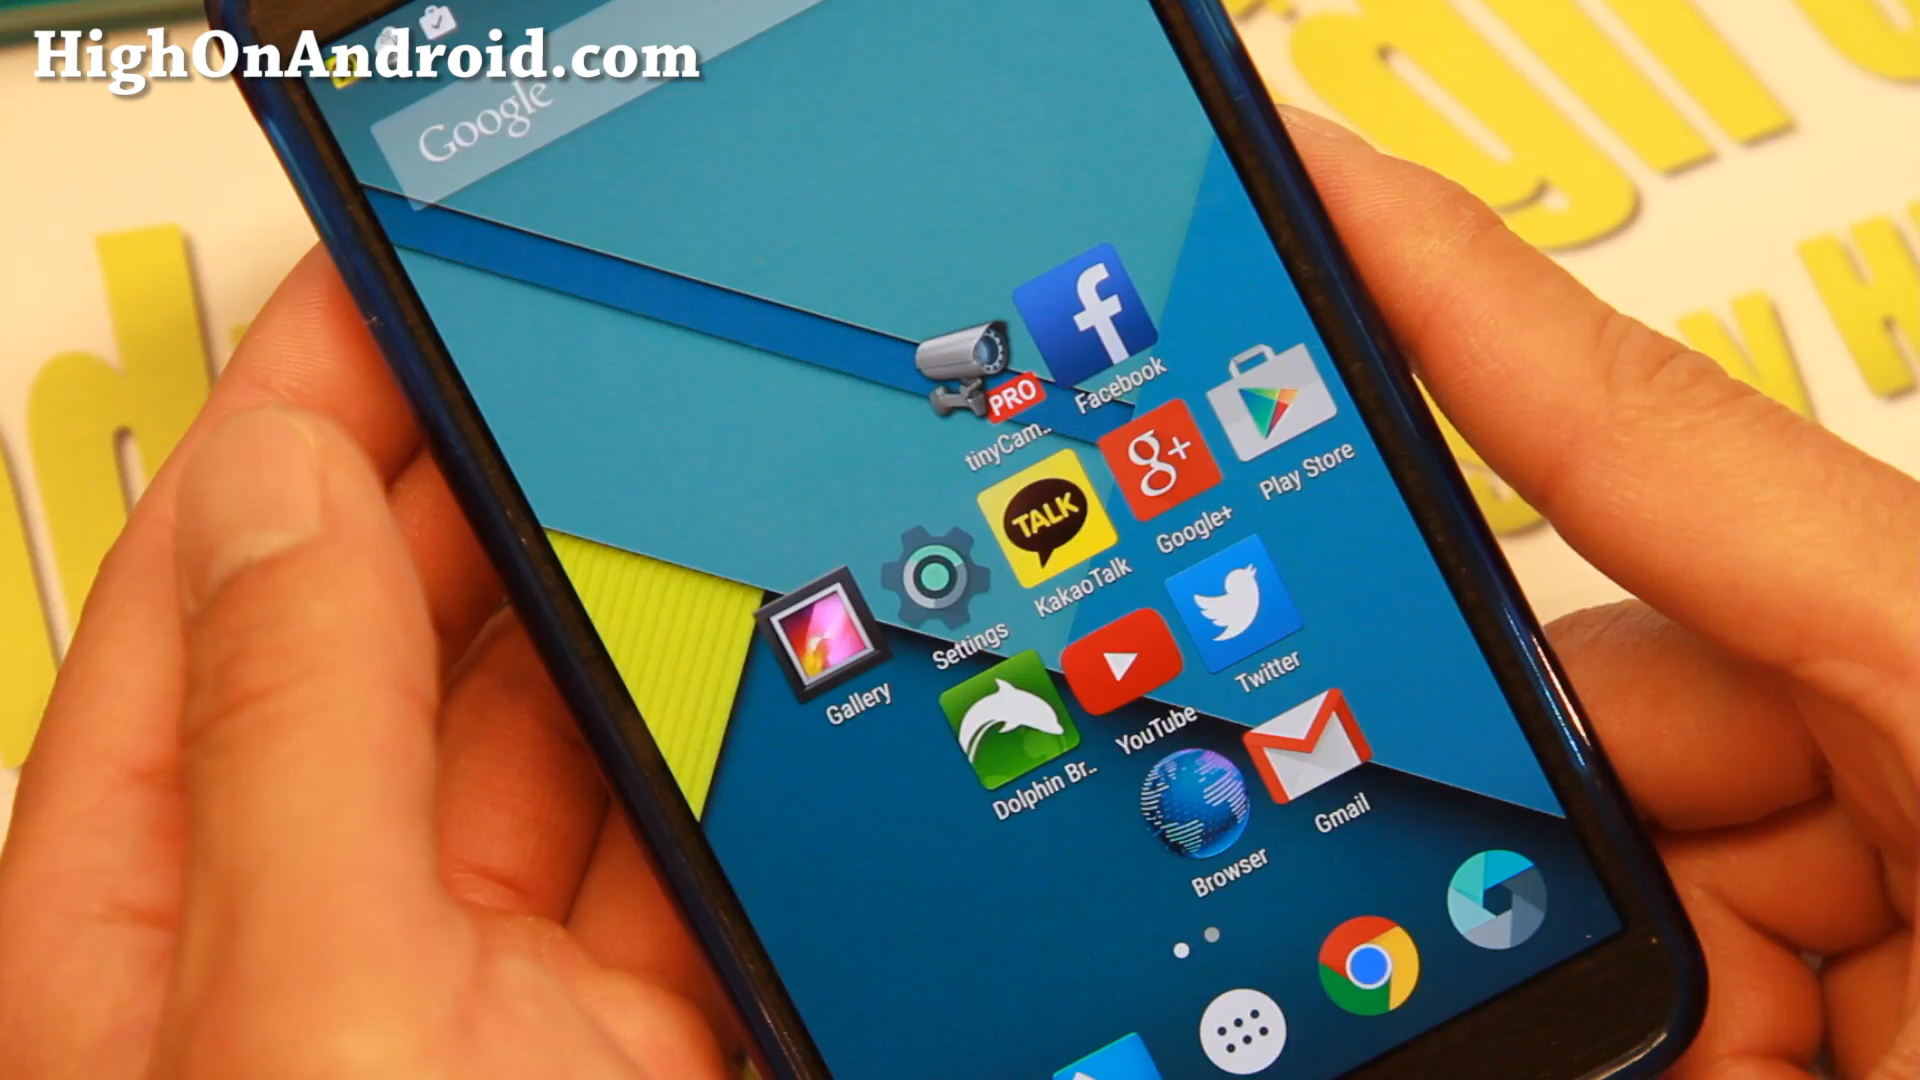 HighOnAndroid.com
Google
Facebook
PRO
tinyCam..
Play Store
g+
Google+
TALK
KakaoTalk
Settings
Twitter
Gallery
YouTube
Dolphin Br..
Gmail
Browser